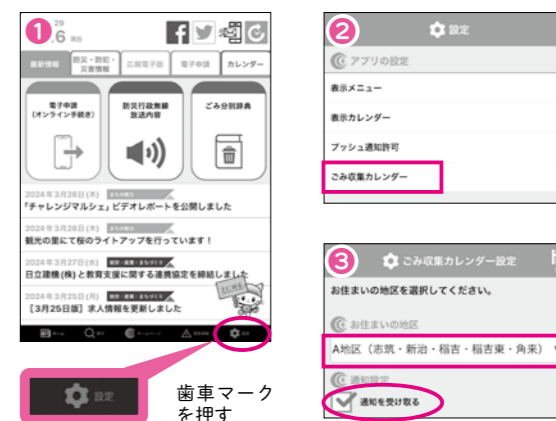 1
29
6 現在
最新情報
防災・防犯・
災害情報
広報電子版
電子申請
カレンダー
電子申請
(オンライン手続き)
防災行政無線
放送内容
ごみ分別辞典
2024年3月28日(木)
「チャレンジマルシェ」ビデオレポートを公開しました
2024年3月28日(木)
観光の里にて桜のライトアップを行っています!
2024年3月27日(水)
日立建機(株)と教育支援に関する連携協定を締結しました
2024年3月25日(月)
【3月25日版】求人情報を更新しました
設定
設定
歯車マーク
を押す
2
設定
アプリの設定
表示メニュー
表示カレンダー
プッシュ通知許可
ごみ収集カレンダー
3
ごみ収集カレンダー設定
お住まいの地区を選択してください。
お住まいの地区
A地区(志筑・新治・稲吉・稲吉東・角来)
通知設定
通知を受け取る